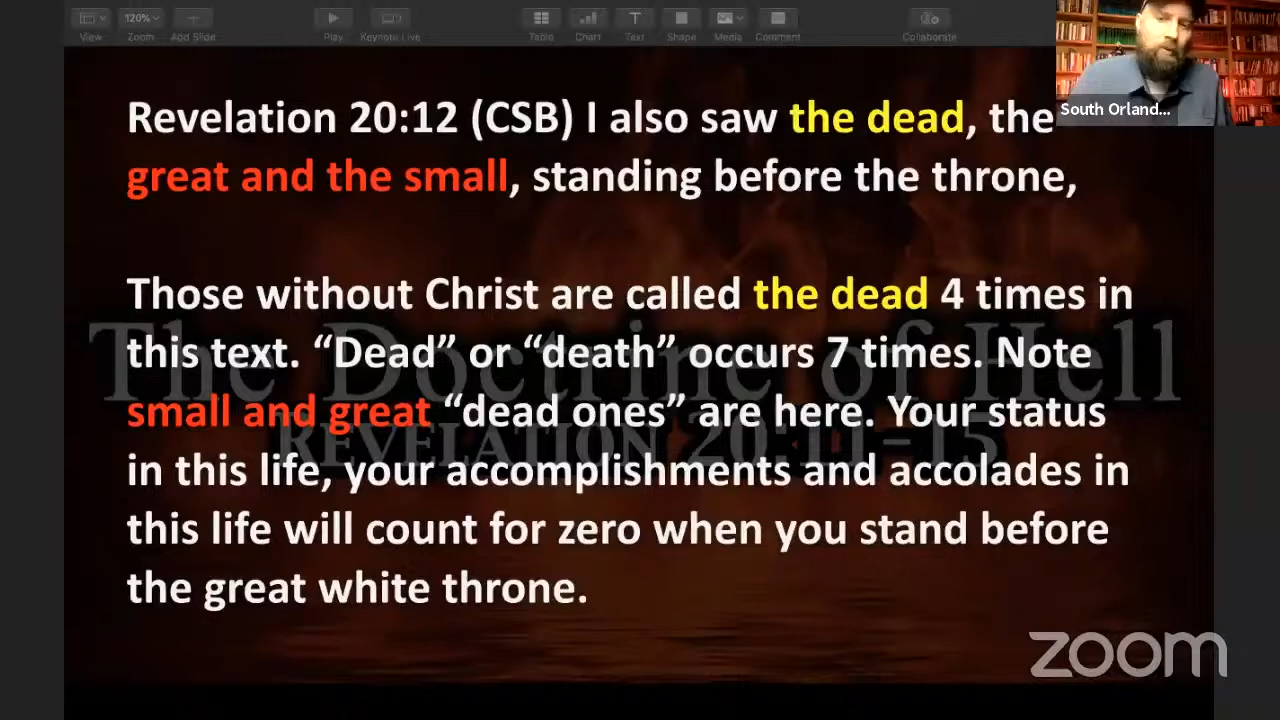 View
120%
Zoom
Add Slide
Play
Keynote Live
Table
Chart
Text
Shape
Media
Comment
Collaborate
South Orland...
Revelation 20:12 (CSB) I also saw the dead, the
great and the small, standing before the throne,
Those without Christ are called the dead 4 times in
this text. “Dead” or “death” occurs 7 times. Note
small and great “dead ones” are here. Your status
in this life, your accomplishments and accolades in
this life will count for zero when you stand before
the great white throne.
The Doctrine of Hell
REVELATION 20:11-15
zoom